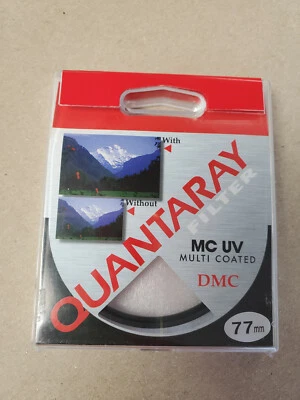 With
Without
QUANTARAY
FILTER
MC UV
MULTI COATED
DMC
77mm